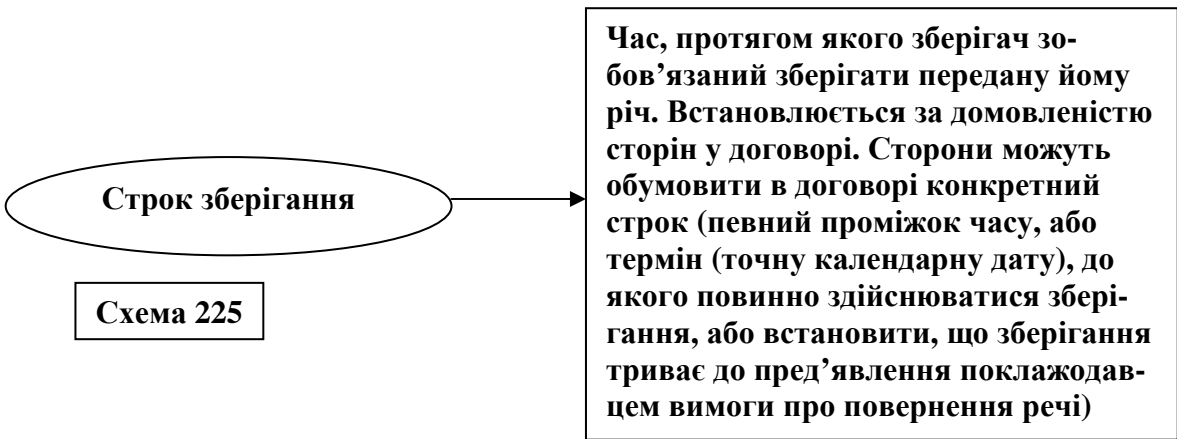 Строк зберігання
Схема 225
Час, протягом якого зберігач зо-
бов’язаний зберігати передану йому
річ. Встановлюється за домовленістю
сторін у договорі. Сторони можуть
обумовити в договорі конкретний
строк (певний проміжок часу, або
термін (точну календарну дату), до
якого повинно здійснюватися збері-
гання, або встановити, що зберігання
триває до пред’явлення поклажодав-
цем вимоги про повернення речі)